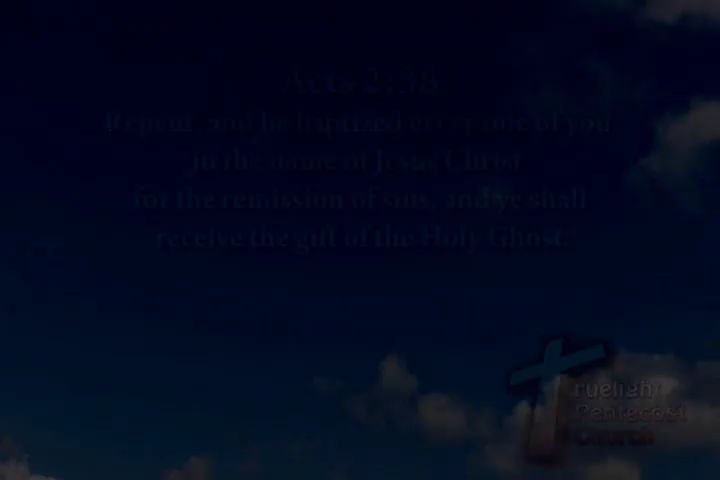 Acts 2:38
Repent, and be baptized every one of you
in the name of Jesus Christ
for the remission of sins, and ye shall
receive the gift of the Holy Ghost.
ruelight
Pentecost
Church